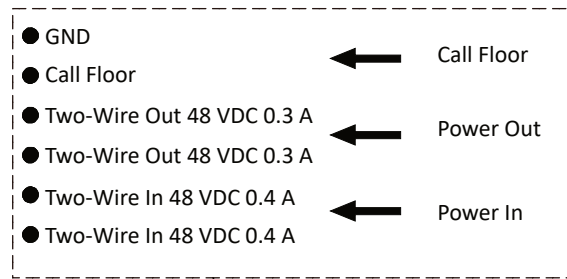 GND
Call Floor
Call Floor
Two-Wire Out 48 VDC 0.3 A
Power Out
Two-Wire Out 48 VDC 0.3 A
Two-Wire In 48 VDC 0.4 A
Power In
Two-Wire In 48 VDC 0.4 A